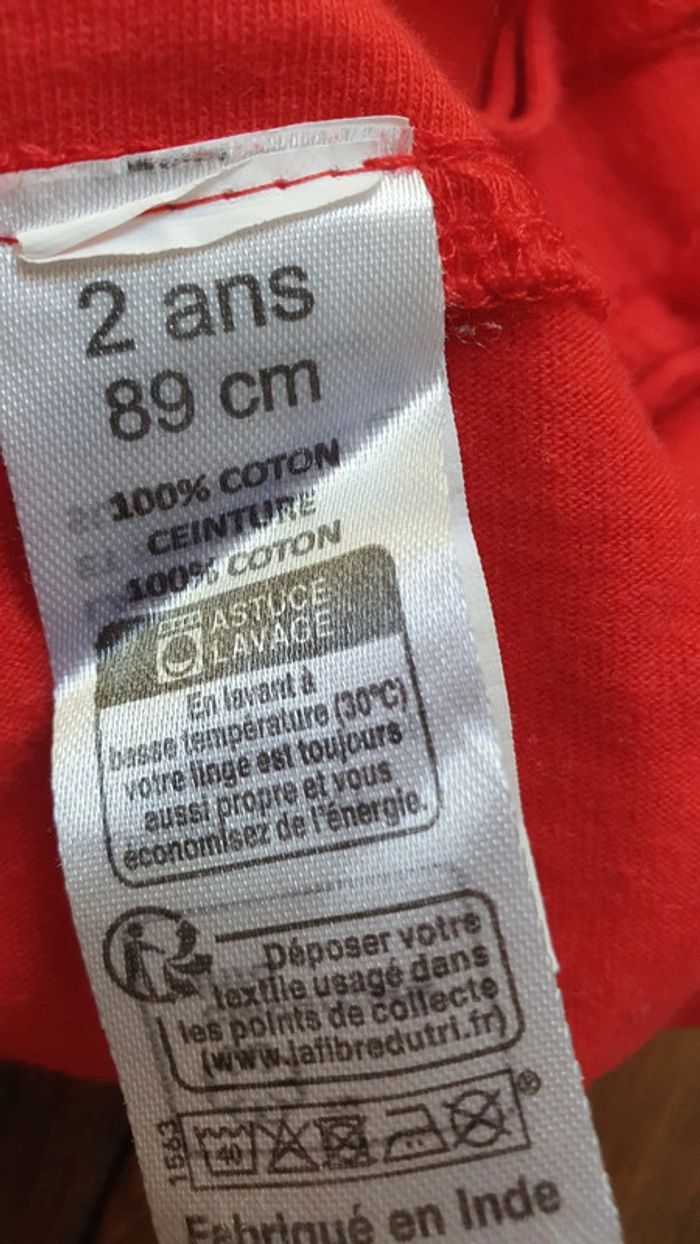 2 ans
89 cm
100% COTON
CEINTURE
100% COTON
ASTUCE
LAVAGE
En lavant à
basse température (30°C)
votre linge est toujours
aussi propre et vous
économisez de l'énergie.
Déposer votre
textile usagé dans
les points de collecte
(www.lafibredutri.fr)
1563
40
®
Fabriqué en Inde